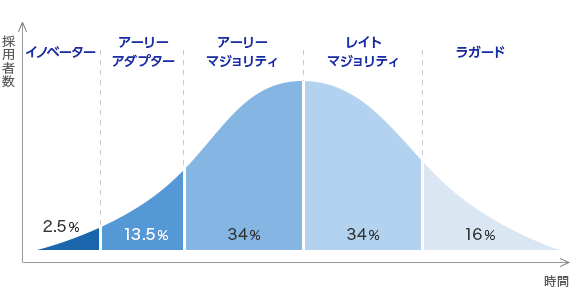 採用者数
イノベーター
アーリー
アダプター
アーリー
マジョリティ
レイト
マジョリティ
ラガード
2.5%
13.5%
34%
34%
16%
時間